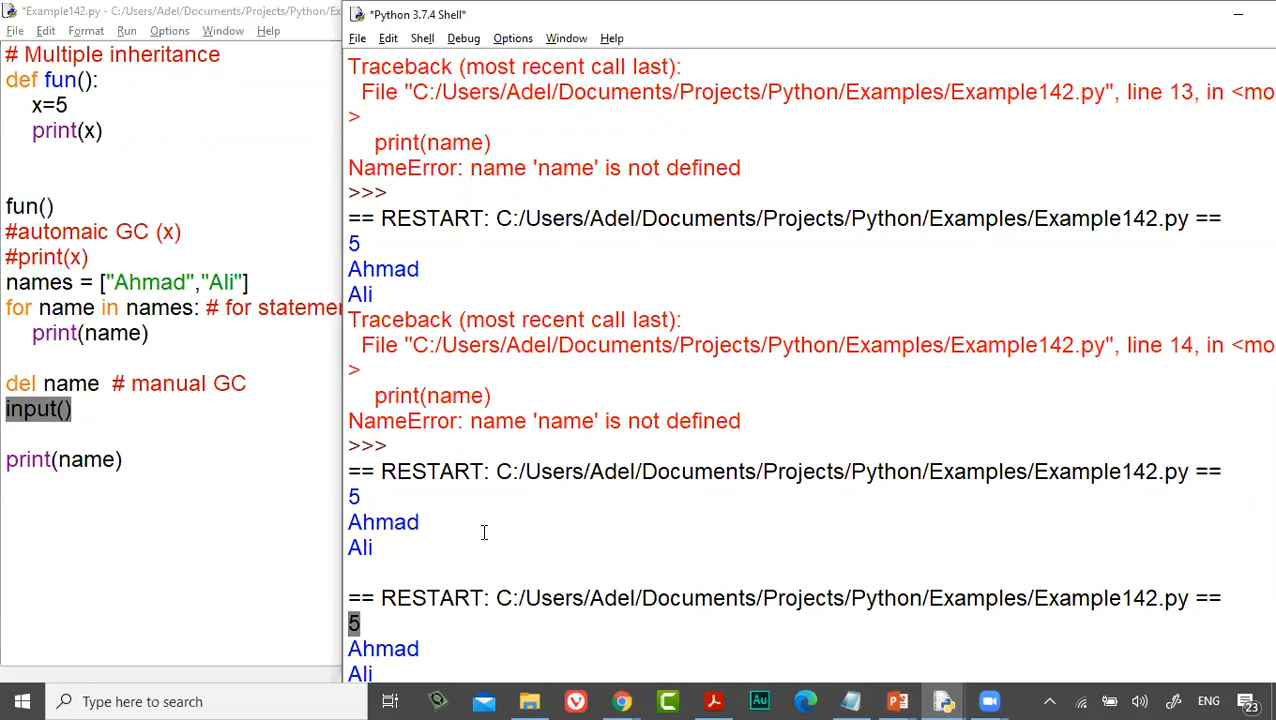 *Example142.py - C:/Users/Adel/Documents/Projects/Python/Ex
File Edit Format Run Options Window Help
# Multiple inheritance
def fun():
x=5
print(x)
fun()
#automaic GC (x)
#print(x)
names = ["Ahmad","Ali"]
for name in names: # for statemen
print(name)
del name # manual GC
input()
print(name)
*Python 3.7.4 Shell*
File Edit Shell Debug Options Window Help
Traceback (most recent call last):
File "C:/Users/Adel/Documents/Projects/Python/Examples/Example142.py", line 13, in <mo
>
print(name)
NameError: name 'name' is not defined
>>>
== RESTART: C:/Users/Adel/Documents/Projects/Python/Examples/Example142.py ==
5
Ahmad
Ali
Traceback (most recent call last):
File "C:/Users/Adel/Documents/Projects/Python/Examples/Example142.py", line 14, in <mo
>
print(name)
NameError: name 'name' is not defined
>>>
== RESTART: C:/Users/Adel/Documents/Projects/Python/Examples/Example142.py ==
5
Ahmad
Ali
== RESTART: C:/Users/Adel/Documents/Projects/Python/Examples/Example142.py ==
5
Ahmad
Ali
Type here to search
Au
ENG
23